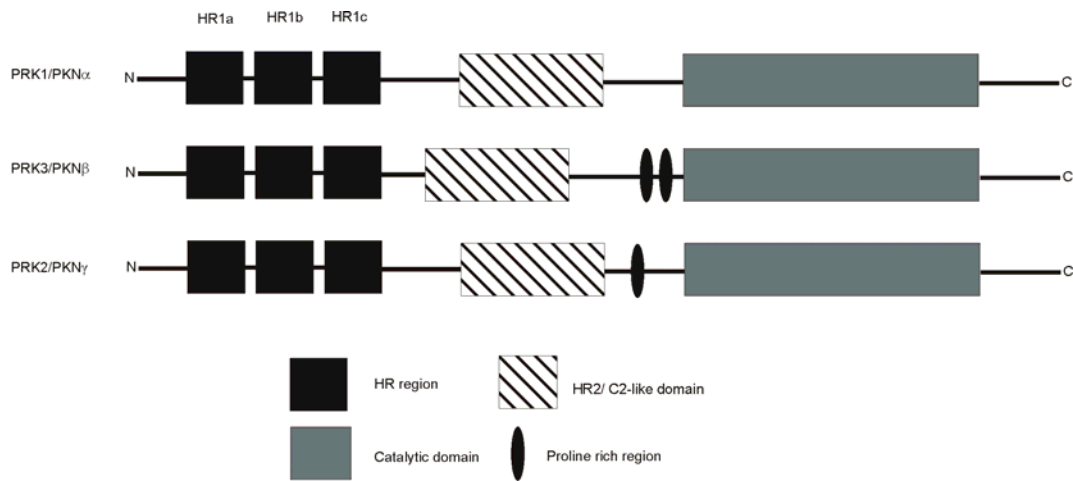 HR1a HR1b HR1c
PRK1/PKNα N C
PRK3/PKNβ N C
PRK2/PKNγ N C
HR region
HR2/ C2-like domain
Catalytic domain
Proline rich region